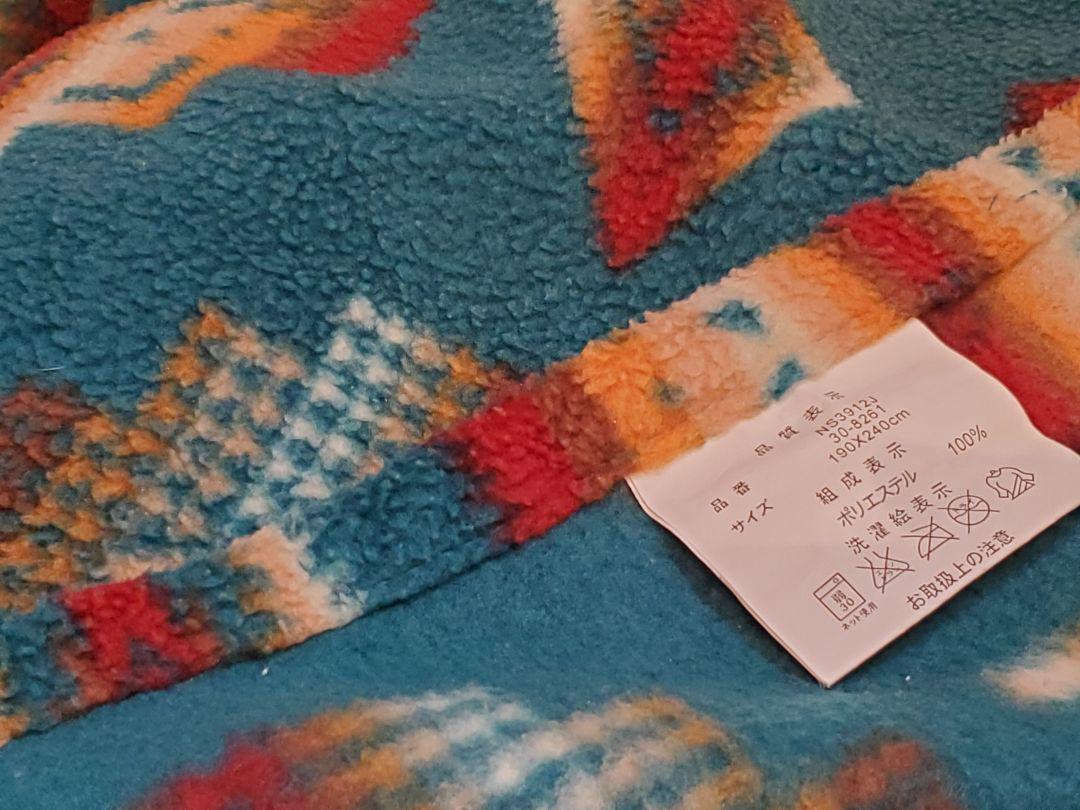 品質表示
品番 NS3912J
30-8261
サイズ 190X240cm
組成表示
ポリエステル 100%
洗濯絵表示
弱
30
ネット使用
お取扱上の注意